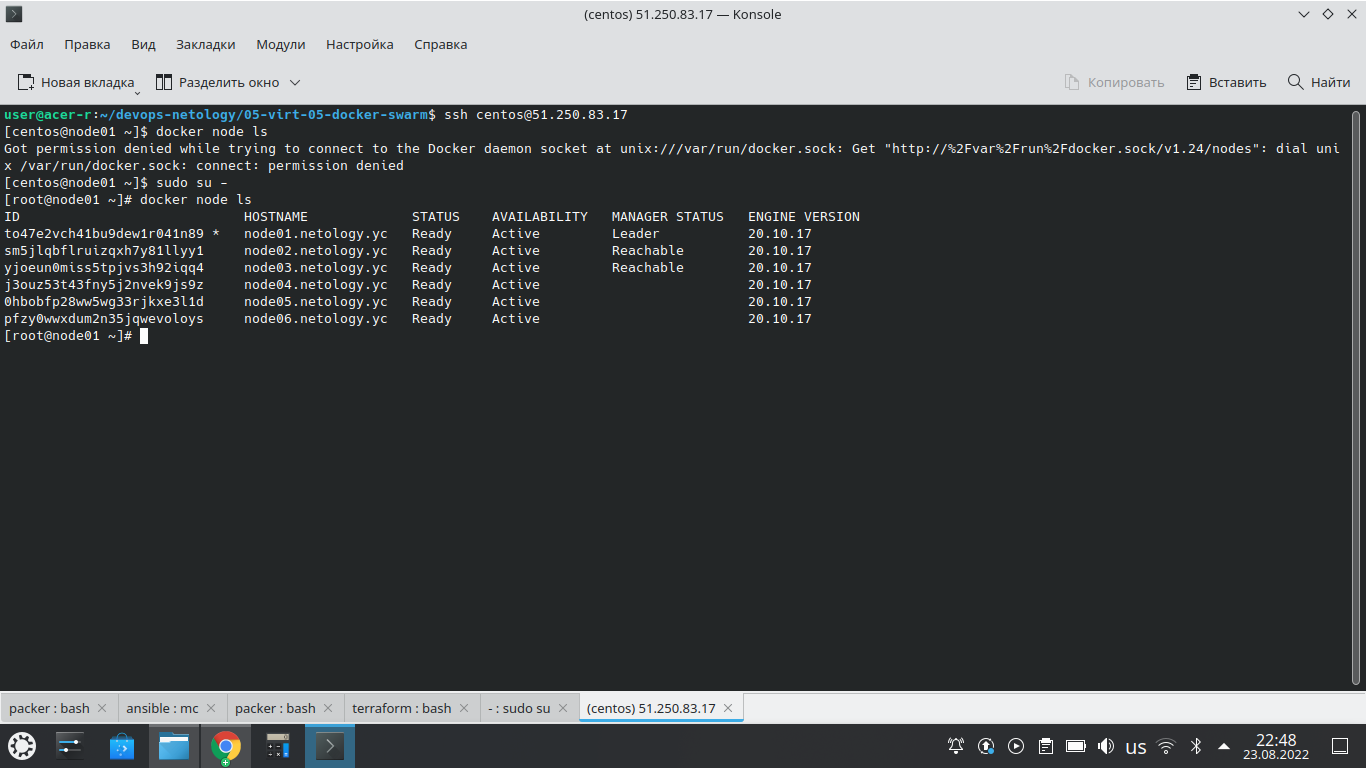 (centos) 51.250.83.17 — Konsole
Файл Правка Вид Закладки Модули Настройка Справка
Новая вкладка Разделить окно Копировать Вставить Найти
user@acer-r:~/devops-netology/05-virt-05-docker-swarm$ ssh centos@51.250.83.17
[centos@node01 ~]$ docker node ls
Got permission denied while trying to connect to the Docker daemon socket at unix:///var/run/docker.sock: Get "http://%2Fvar%2Frun%2Fdocker.sock/v1.24/nodes": dial uni
x /var/run/docker.sock: connect: permission denied
[centos@node01 ~]$ sudo su -
[root@node01 ~]# docker node ls
ID HOSTNAME STATUS AVAILABILITY MANAGER STATUS ENGINE VERSION
to47e2vch41bu9dew1r041n89 * node01.netology.yc Ready Active Leader 20.10.17
sm5jlqbflruizqxh7y81llyy1 node02.netology.yc Ready Active Reachable 20.10.17
yjoeun0miss5tpjvs3h92iqq4 node03.netology.yc Ready Active Reachable 20.10.17
j3ouz53t43fny5j2nvek9js9z node04.netology.yc Ready Active 20.10.17
0hbobfp28ww5wg33rjkxe3l1d node05.netology.yc Ready Active 20.10.17
pfzy0wwxdum2n35jqwevoloys node06.netology.yc Ready Active 20.10.17
[root@node01 ~]#
packer : bash ansible : mc packer : bash terraform : bash - : sudo su (centos) 51.250.83.17
us 22:48
23.08.2022